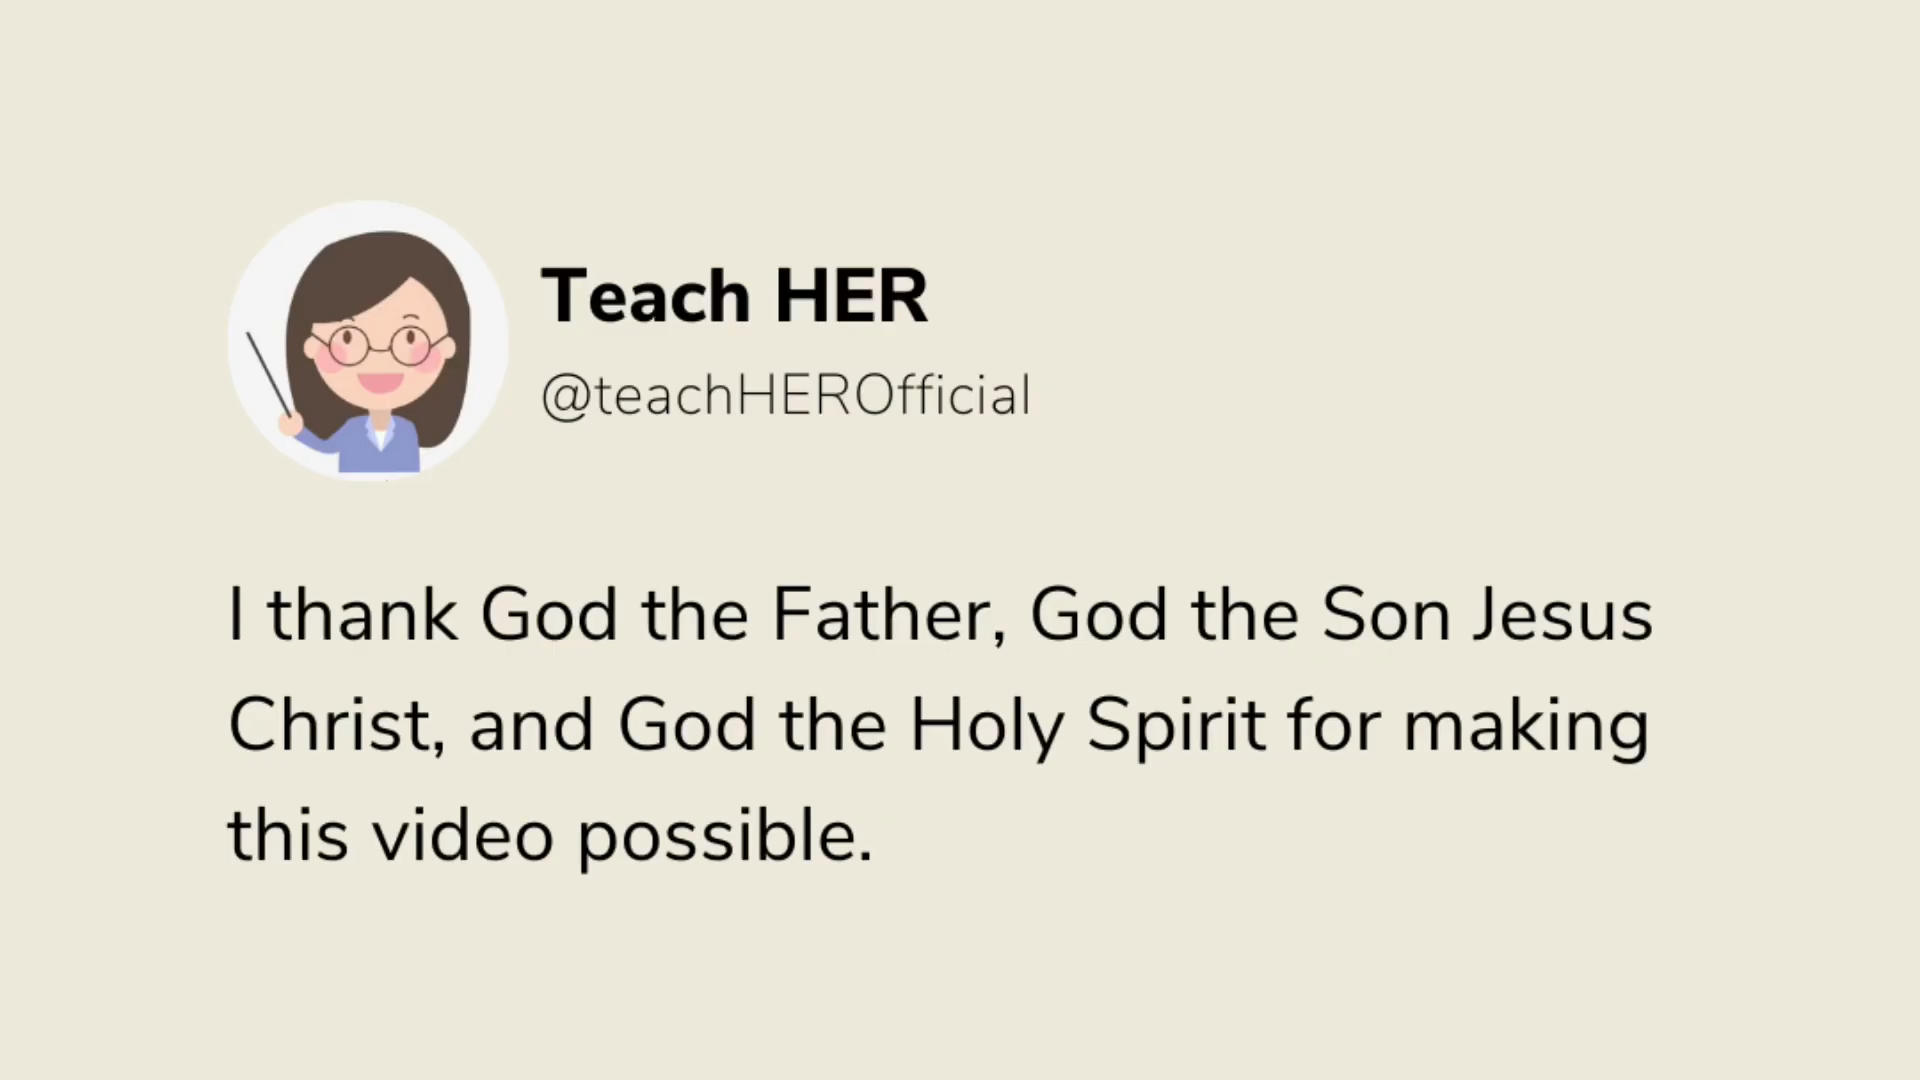 Teach HER
@teachHEROfficial
I thank God the Father, God the Son Jesus
Christ, and God the Holy Spirit for making
this video possible.